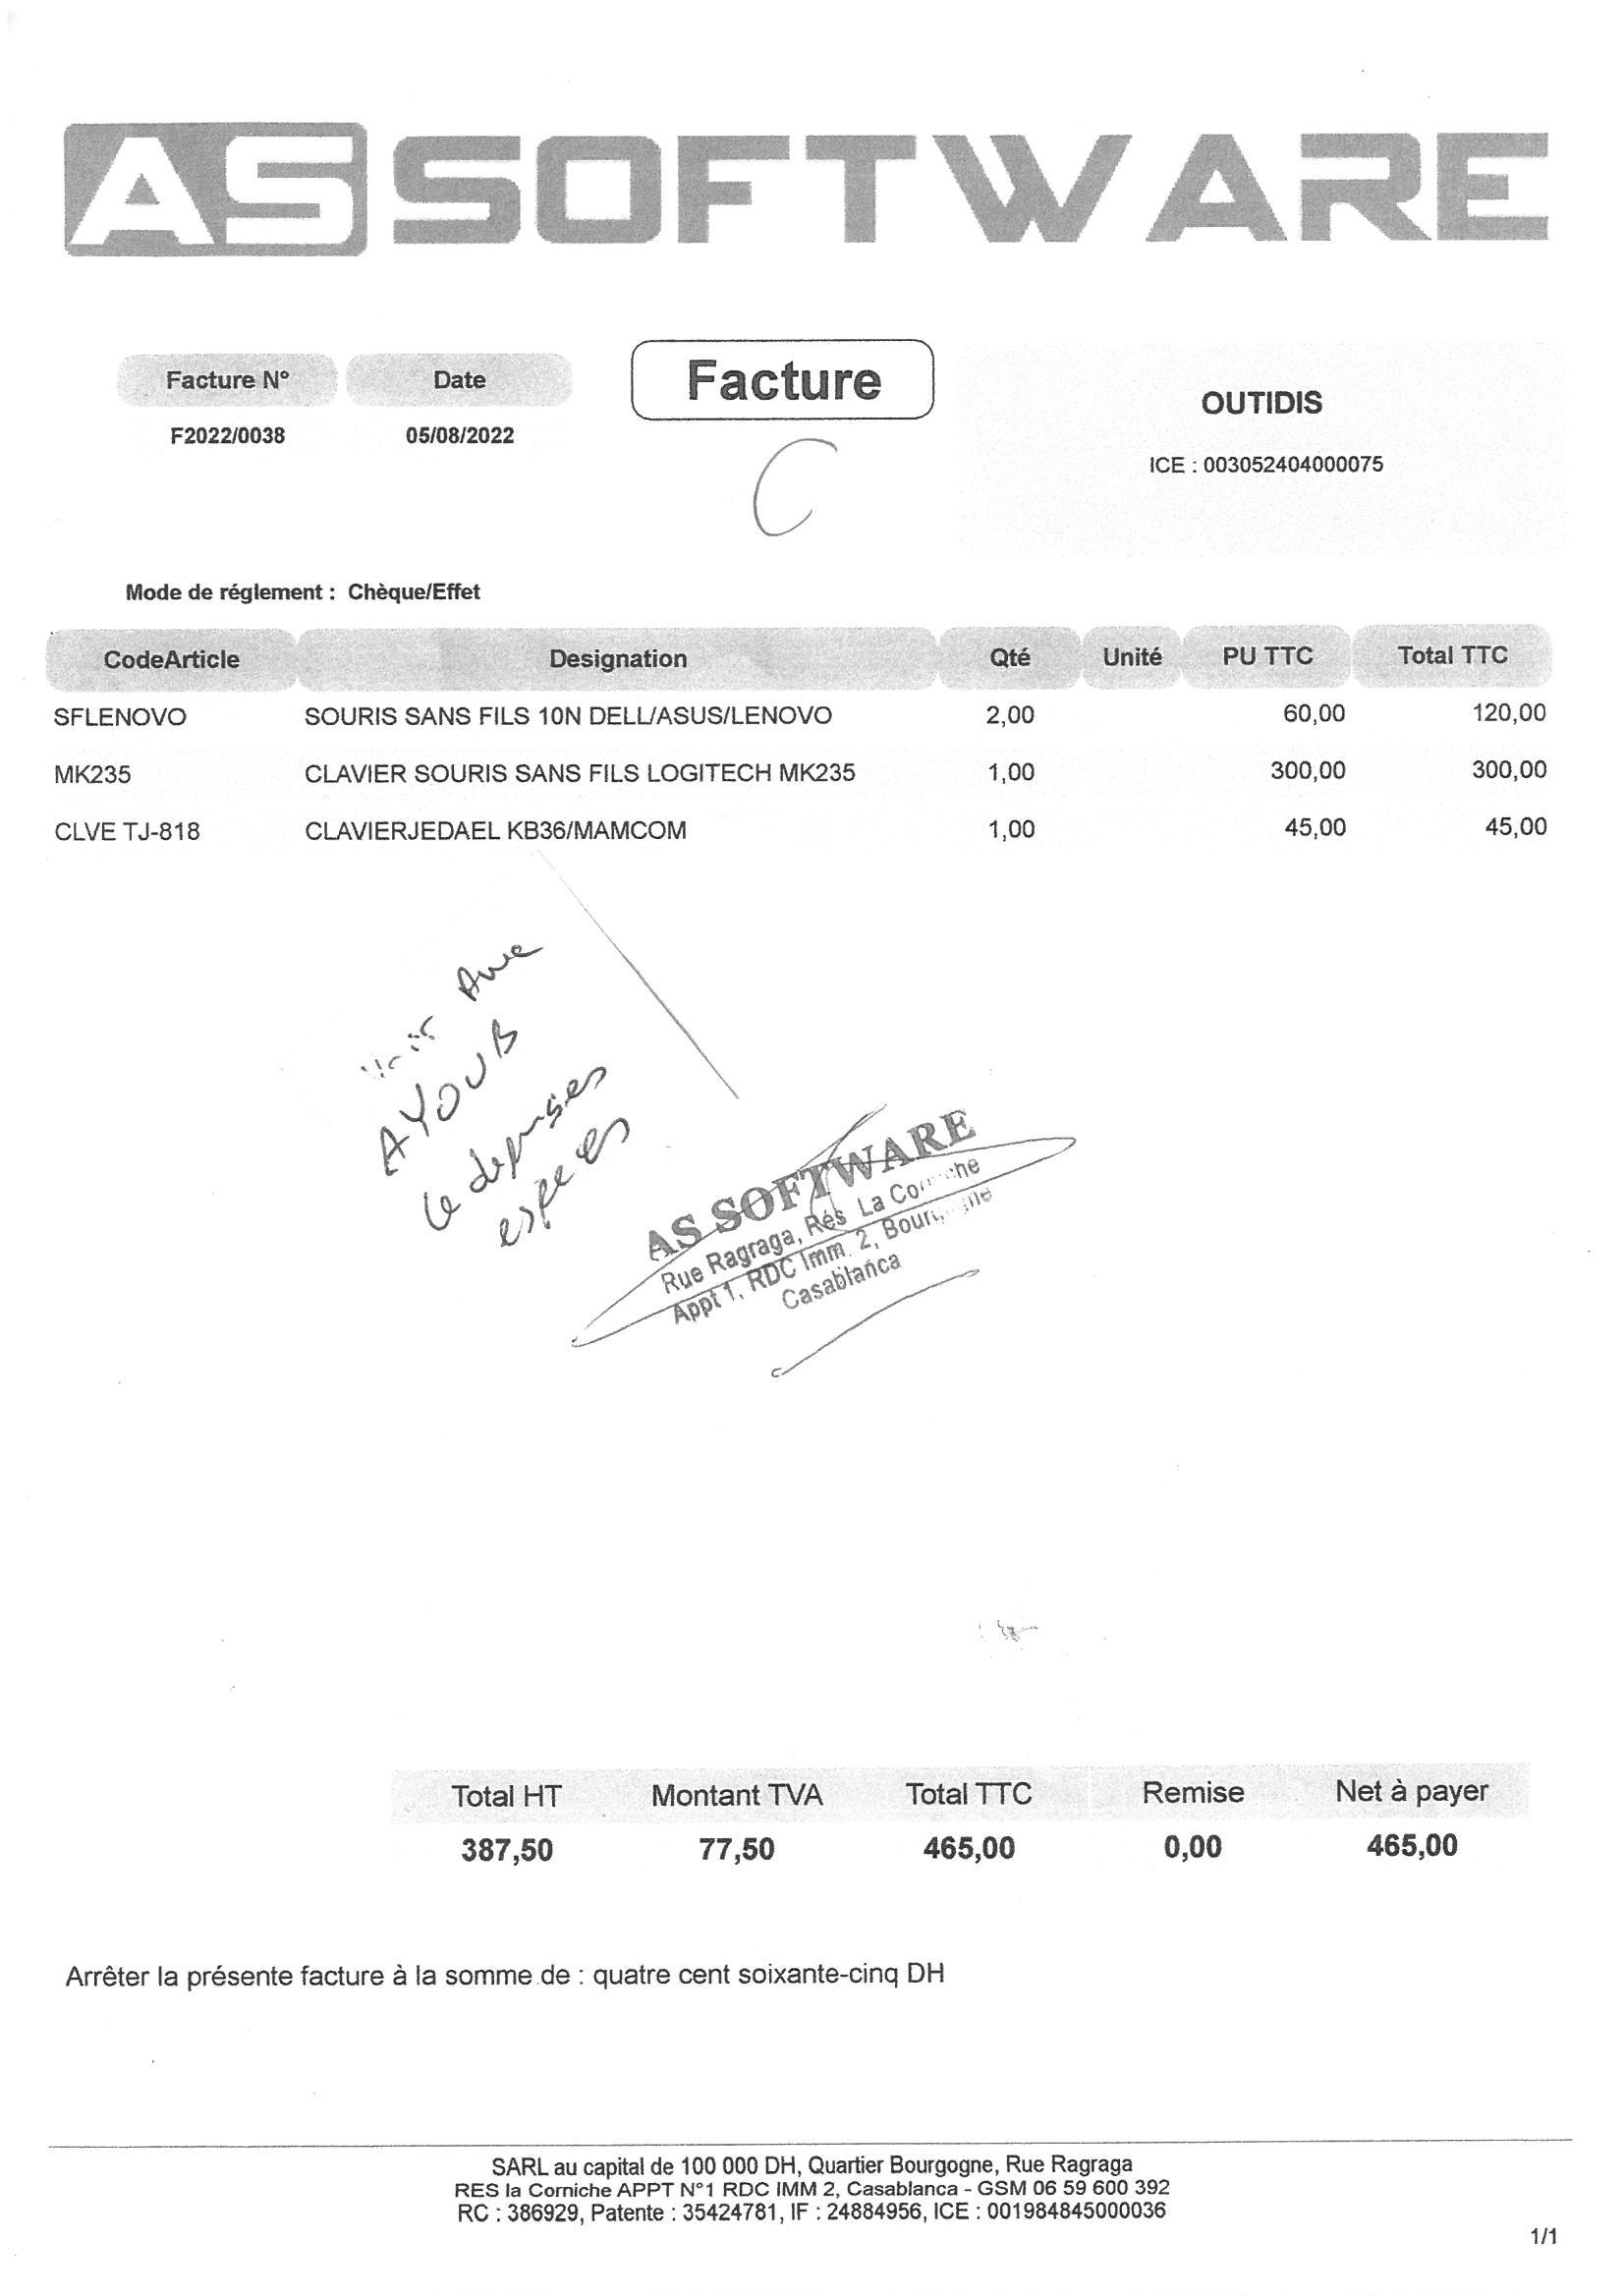 AS SOFTWARE
Facture N° Date Facture
F2022/0038 05/08/2022
OUTIDIS
ICE : 003052404000075
C
Mode de réglement : Chèque/Effet
CodeArticle Designation Qté Unité PU TTC Total TTC
SFLENOVO SOURIS SANS FILS 10N DELL/ASUS/LENOVO 2,00 60,00 120,00
MK235 CLAVIER SOURIS SANS FILS LOGITECH MK235 1,00 300,00 300,00
CLVE TJ-818 CLAVIERJEDAEL KB36/MAMCOM 1,00 45,00 45,00
AYOUB
AS SOFTWARE
Rue Ragraga, Rés La
Appt 1, RDC Imm. 2,
Casablanca
Total HT Montant TVA Total TTC Remise Net à payer
387,50 77,50 465,00 0,00 465,00
Arrêter la présente facture à la somme de : quatre cent soixante-cinq DH
SARL au capital de 100 000 DH, Quartier Bourgogne, Rue Ragraga
RES la Corniche APPT N°1 RDC IMM 2, Casablanca - GSM 06 59 600 392
RC : 386929, Patente : 35424781, IF : 24884956, ICE : 001984845000036
1/1